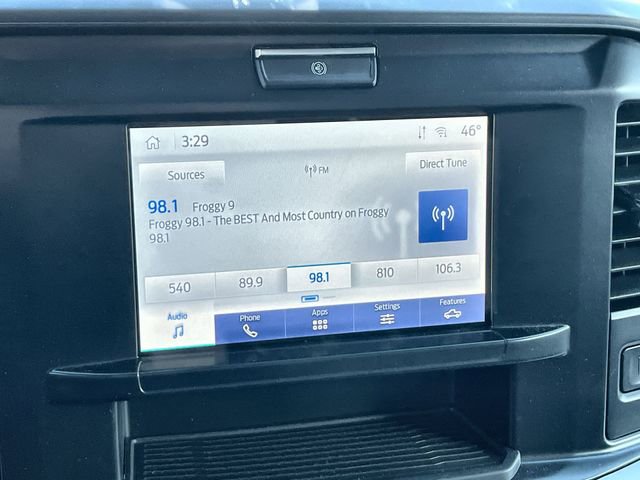 3:29
46°
Sources
FM
Direct Tune
98.1 Froggy 9
Froggy 98.1 - The BEST And Most Country on Froggy
98.1
540 89.9 98.1 810 106.3
Audio Phone Apps Settings Features